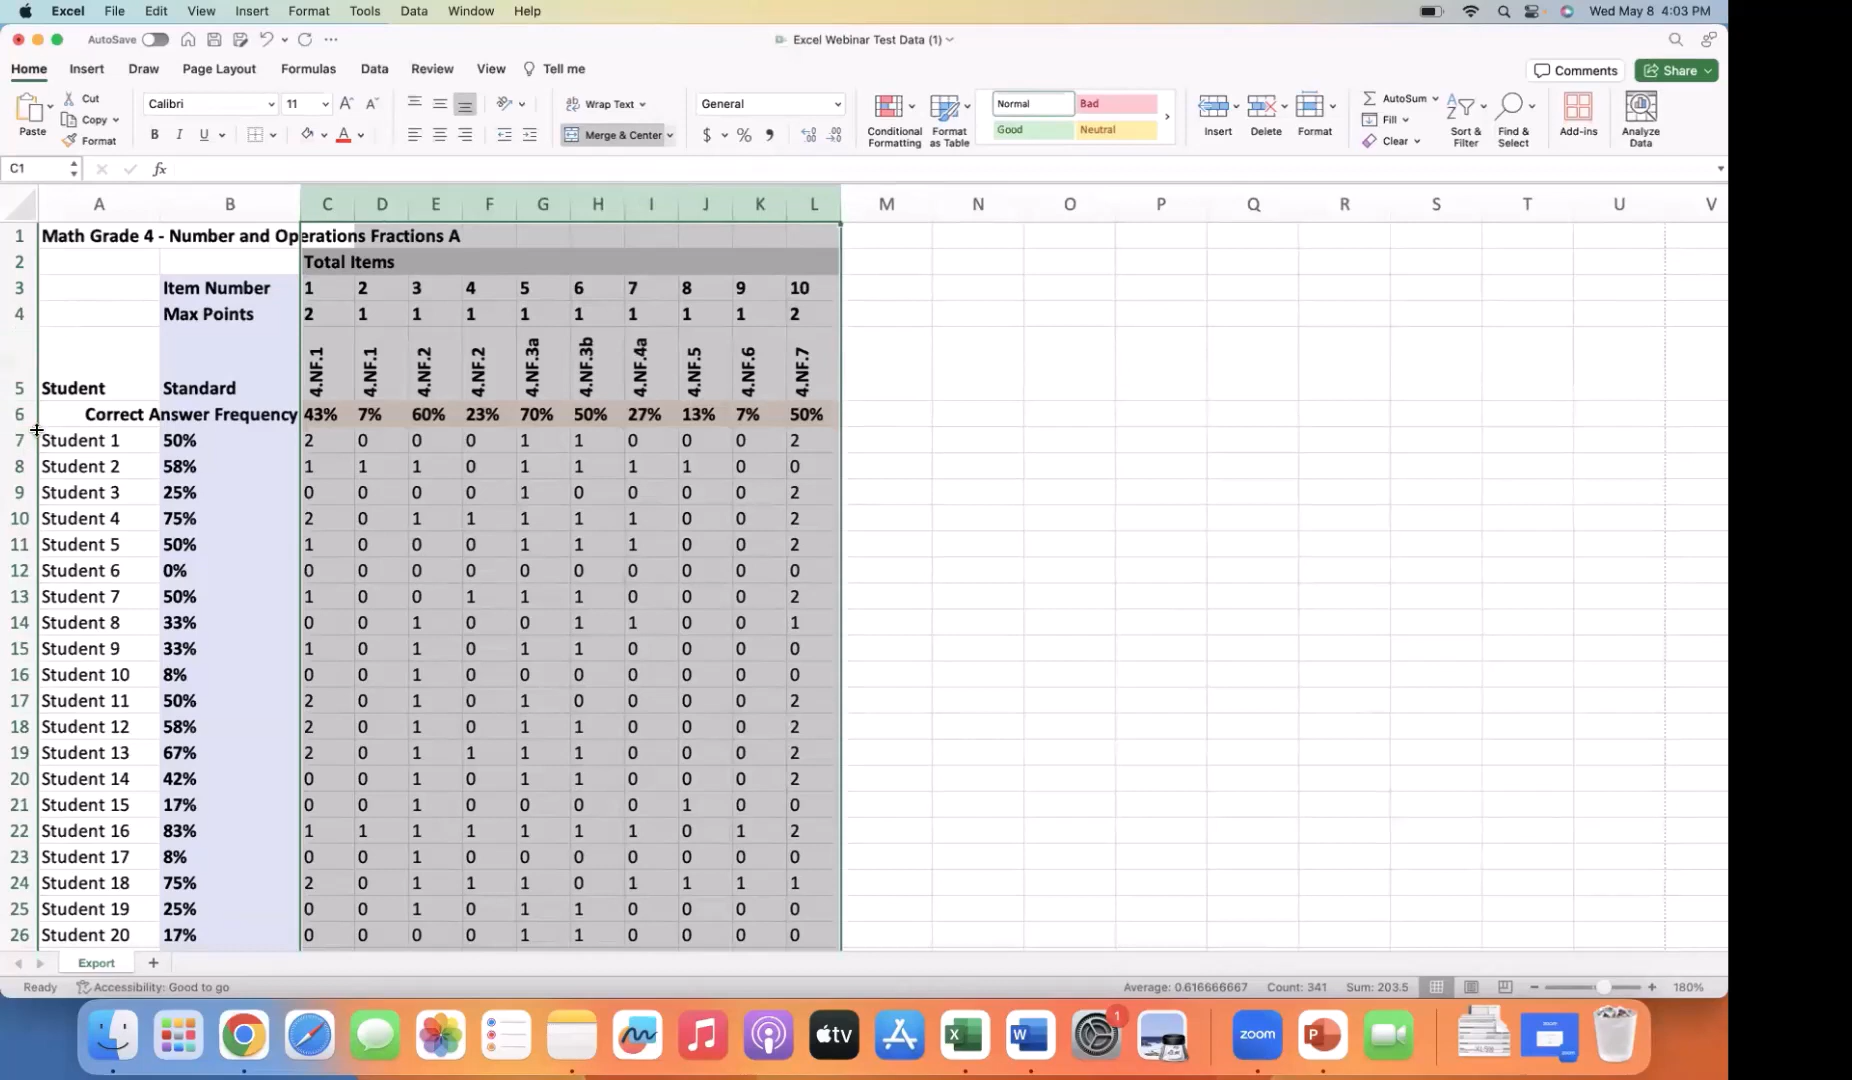 Excel File Edit View Insert Format Tools Data Window Help Wed May 8 4:03 PM
AutoSave Excel Webinar Test Data (1)
Home Insert Draw Page Layout Formulas Data Review View Tell me Comments Share
Paste Cut Copy Format
Calibri 11 A A
B I U A
Wrap Text
Merge & Center
General
$ % ,
Conditional Formatting Format as Table
Normal Bad
Good Neutral
Insert Delete Format
AutoSum Fill Clear
Sort & Filter Find & Select Add-ins Analyze Data
C1 fx
A B C D E F G H I J K L M N O P Q R S T U V
1 Math Grade 4 - Number and Operations Fractions A
2 Total Items
3 Item Number 1 2 3 4 5 6 7 8 9 10
4 Max Points 2 1 1 1 1 1 1 1 1 2
5 Student Standard 4.NF.1 4.NF.1 4.NF.2 4.NF.2 4.NF.3a 4.NF.3b 4.NF.4a 4.NF.5 4.NF.6 4.NF.7
6 Correct Answer Frequency 43% 7% 60% 23% 70% 50% 27% 13% 7% 50%
7 Student 1 50% 2 0 0 0 1 1 0 0 0 2
8 Student 2 58% 1 1 1 0 1 1 1 1 0 0
9 Student 3 25% 0 0 0 0 1 0 0 0 0 2
10 Student 4 75% 2 0 1 1 1 1 1 0 0 2
11 Student 5 50% 1 0 0 0 1 1 1 0 0 2
12 Student 6 0% 0 0 0 0 0 0 0 0 0 0
13 Student 7 50% 1 0 0 1 1 1 0 0 0 2
14 Student 8 33% 0 0 1 0 0 1 1 0 0 1
15 Student 9 33% 1 0 1 0 1 1 0 0 0 0
16 Student 10 8% 0 0 1 0 0 0 0 0 0 0
17 Student 11 50% 2 0 1 0 1 0 0 0 0 2
18 Student 12 58% 2 0 1 0 1 1 0 0 0 2
19 Student 13 67% 2 0 1 1 1 1 0 0 0 2
20 Student 14 42% 0 0 1 0 1 1 0 0 0 2
21 Student 15 17% 0 0 1 0 0 0 0 1 0 0
22 Student 16 83% 1 1 1 1 1 1 1 0 1 2
23 Student 17 8% 0 0 1 0 0 0 0 0 0 0
24 Student 18 75% 2 0 1 1 1 0 1 1 1 1
25 Student 19 25% 0 0 1 0 1 1 0 0 0 0
26 Student 20 17% 0 0 0 0 1 1 0 0 0 0
Export
Ready Accessibility: Good to go Average: 0.616666667 Count: 341 Sum: 203.5 180%
tv X W 1 zoom P